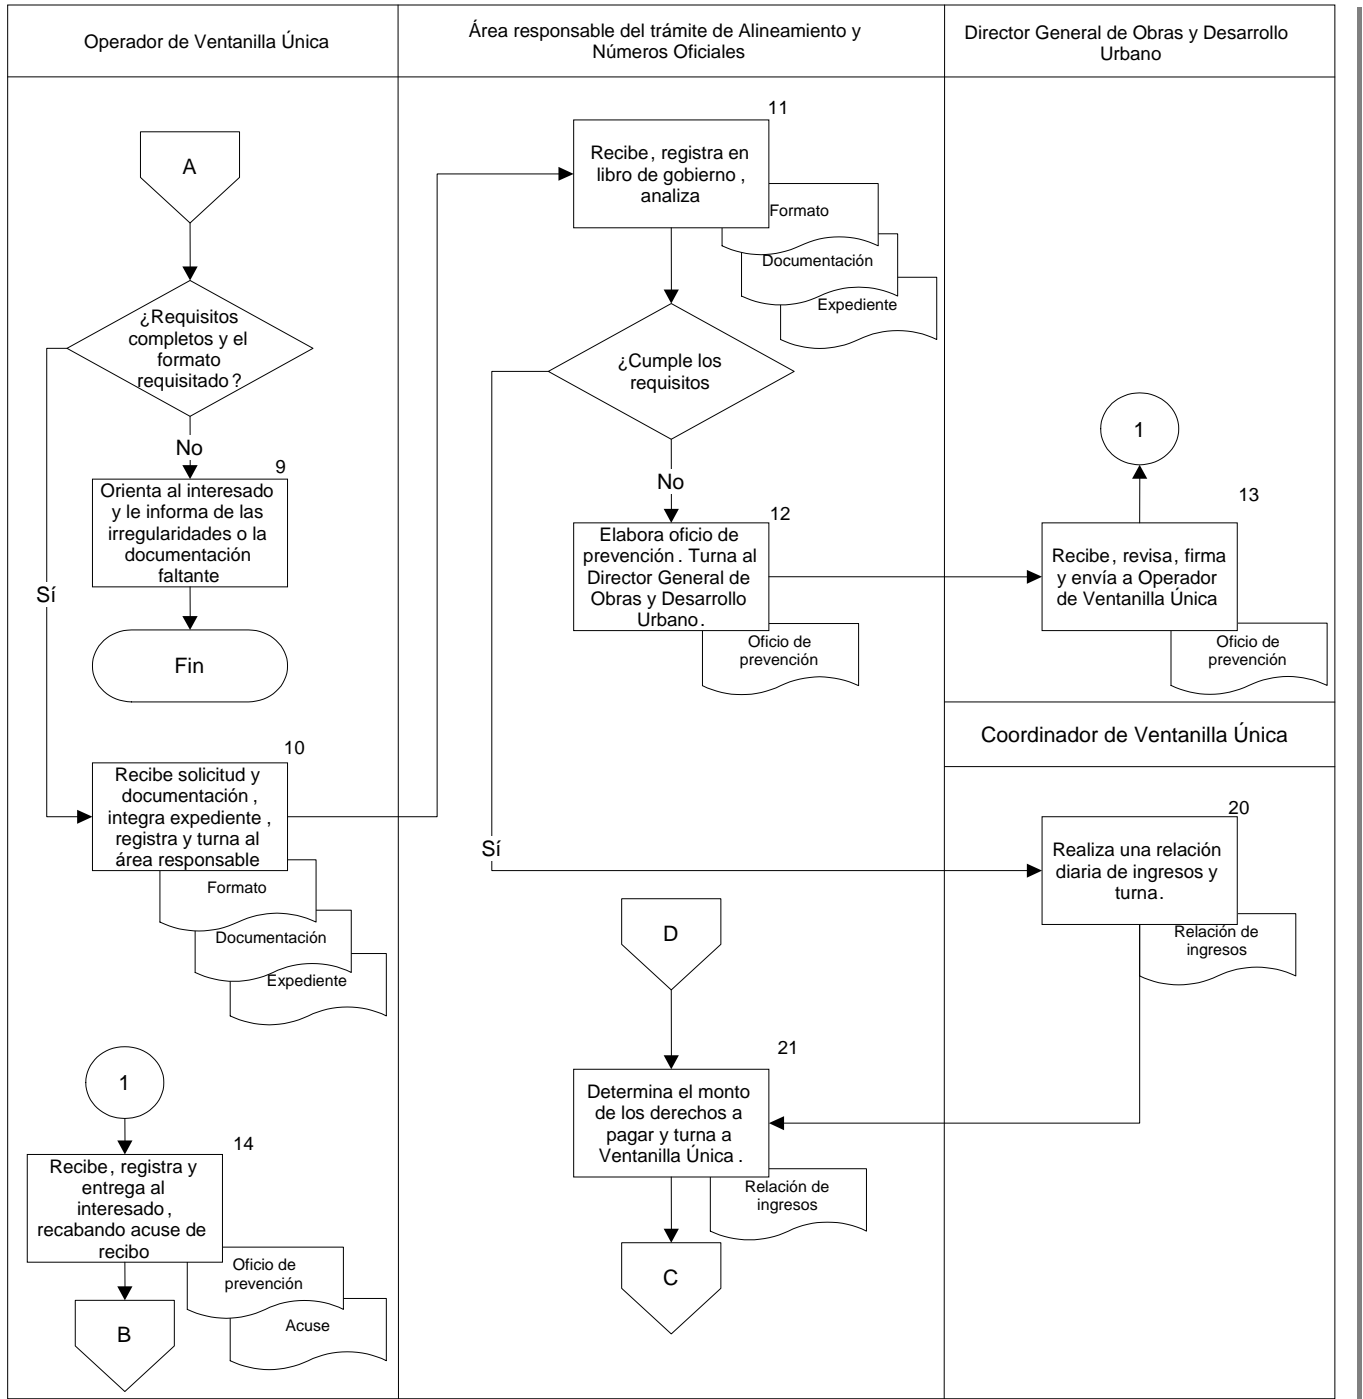 Operador de Ventanilla Única
Área responsable del trámite de Alineamiento y
Números Oficiales
Director General de Obras y Desarrollo
Urbano
A
¿Requisitos
completos y el
formato
requisitado?
No
9
Orienta al interesado
y le informa de las
irregularidades o la
documentación
faltante
Sí
Fin
10
Recibe solicitud y
documentación,
integra expediente,
registra y turna al
área responsable
Formato
Documentación
Expediente
1
14
Recibe, registra y
entrega al
interesado,
recabando acuse de
recibo
Oficio de
prevención
Acuse
B
11
Recibe, registra en
libro de gobierno,
analiza
Formato
Documentación
Expediente
¿Cumple los
requisitos
No
12
Elabora oficio de
prevención. Turna al
Director General de
Obras y Desarrollo
Urbano.
Oficio de
prevención
Sí
D
21
Determina el monto
de los derechos a
pagar y turna a
Ventanilla Única.
Relación de
ingresos
C
1
13
Recibe, revisa, firma
y envía a Operador
de Ventanilla Única
Oficio de
prevención
Coordinador de Ventanilla Única
20
Realiza una relación
diaria de ingresos y
turna.
Relación de
ingresos